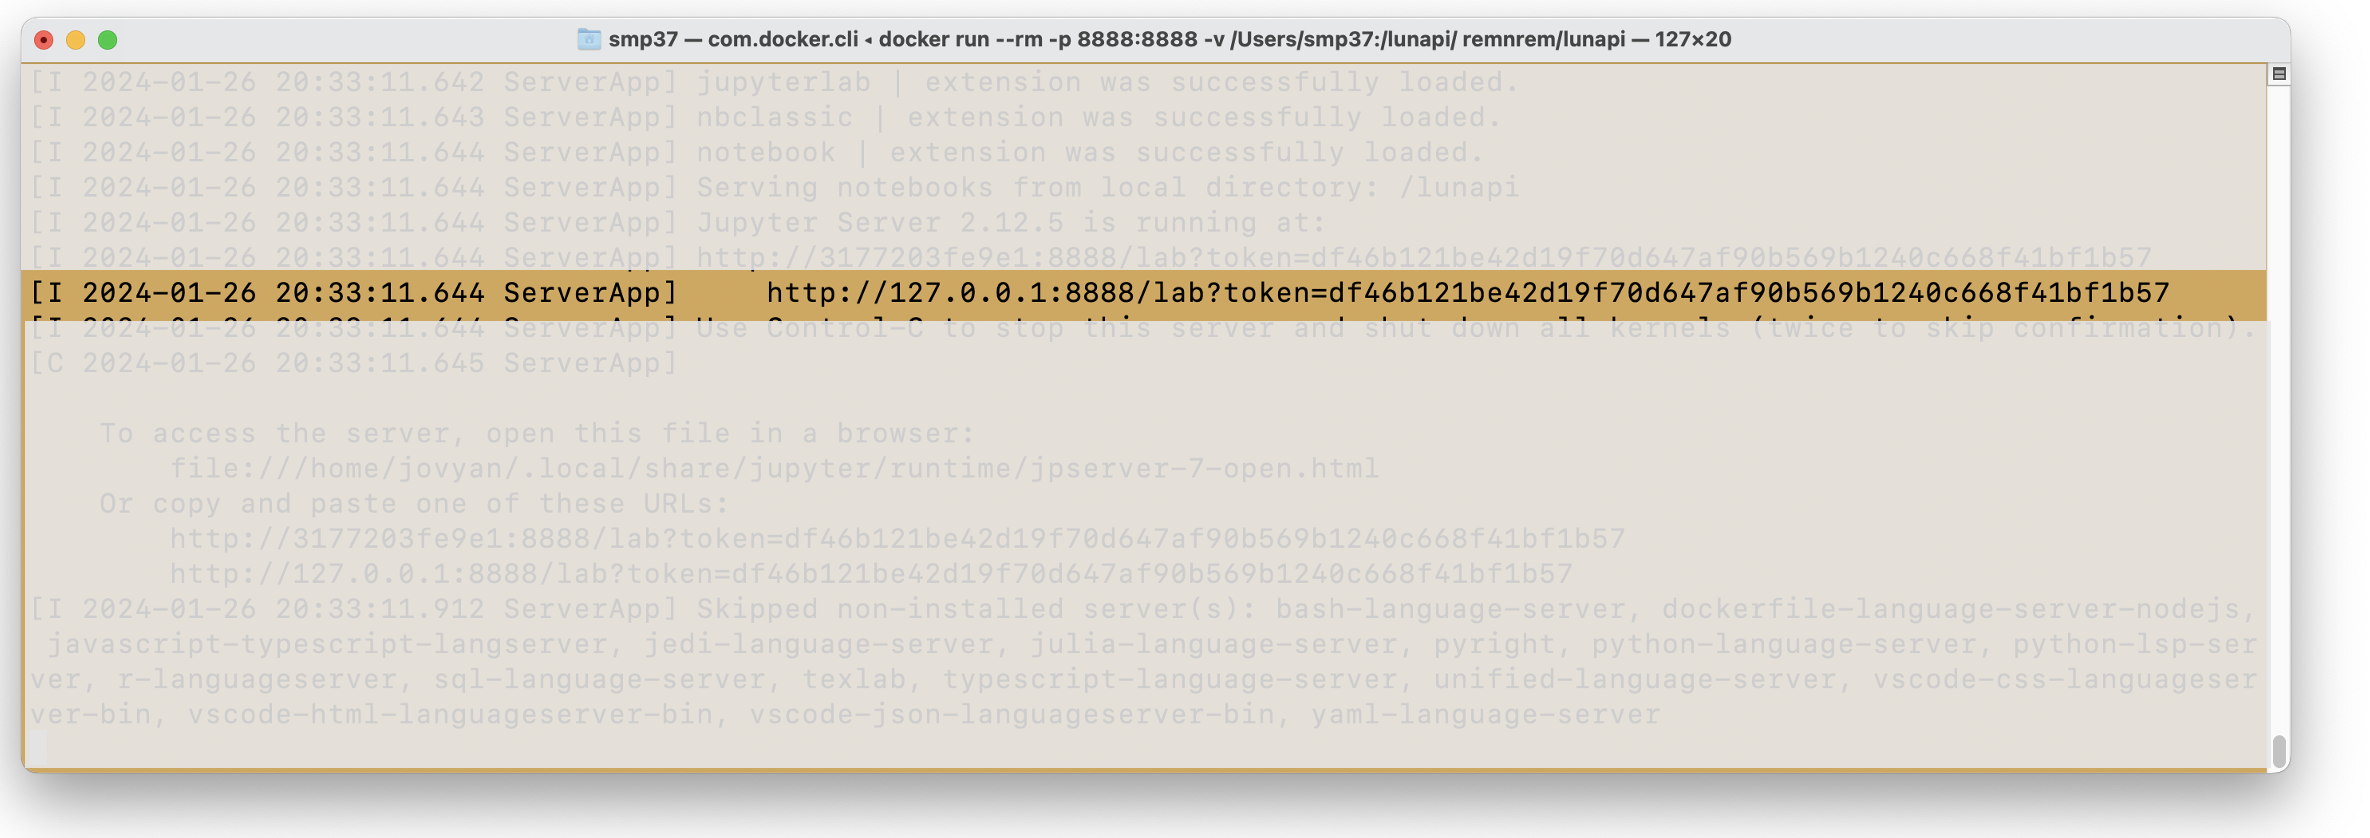 smp37 — com.docker.cli ◂ docker run --rm -p 8888:8888 -v /Users/smp37:/lunapi/ remnrem/lunapi — 127×20
[I 2024-01-26 20:33:11.642 ServerApp] jupyterlab | extension was successfully loaded.
[I 2024-01-26 20:33:11.643 ServerApp] nbclassic | extension was successfully loaded.
[I 2024-01-26 20:33:11.644 ServerApp] notebook | extension was successfully loaded.
[I 2024-01-26 20:33:11.644 ServerApp] Serving notebooks from local directory: /lunapi
[I 2024-01-26 20:33:11.644 ServerApp] Jupyter Server 2.12.5 is running at:
[I 2024-01-26 20:33:11.644 ServerApp] http://3177203fe9e1:8888/lab?token=df46b121be42d19f70d647af90b569b1240c668f41bf1b57
[I 2024-01-26 20:33:11.644 ServerApp]     http://127.0.0.1:8888/lab?token=df46b121be42d19f70d647af90b569b1240c668f41bf1b57
[I 2024-01-26 20:33:11.644 ServerApp] Use Control-C to stop this server and shut down all kernels (twice to skip confirmation).
[C 2024-01-26 20:33:11.645 ServerApp]
    To access the server, open this file in a browser:
        file:///home/jovyan/.local/share/jupyter/runtime/jpserver-7-open.html
    Or copy and paste one of these URLs:
        http://3177203fe9e1:8888/lab?token=df46b121be42d19f70d647af90b569b1240c668f41bf1b57
        http://127.0.0.1:8888/lab?token=df46b121be42d19f70d647af90b569b1240c668f41bf1b57
[I 2024-01-26 20:33:11.912 ServerApp] Skipped non-installed server(s): bash-language-server, dockerfile-language-server-nodejs,
 javascript-typescript-langserver, jedi-language-server, julia-language-server, pyright, python-language-server, python-lsp-ser
ver, r-languageserver, sql-language-server, texlab, typescript-language-server, unified-language-server, vscode-css-languageser
ver-bin, vscode-html-languageserver-bin, vscode-json-languageserver-bin, yaml-language-server